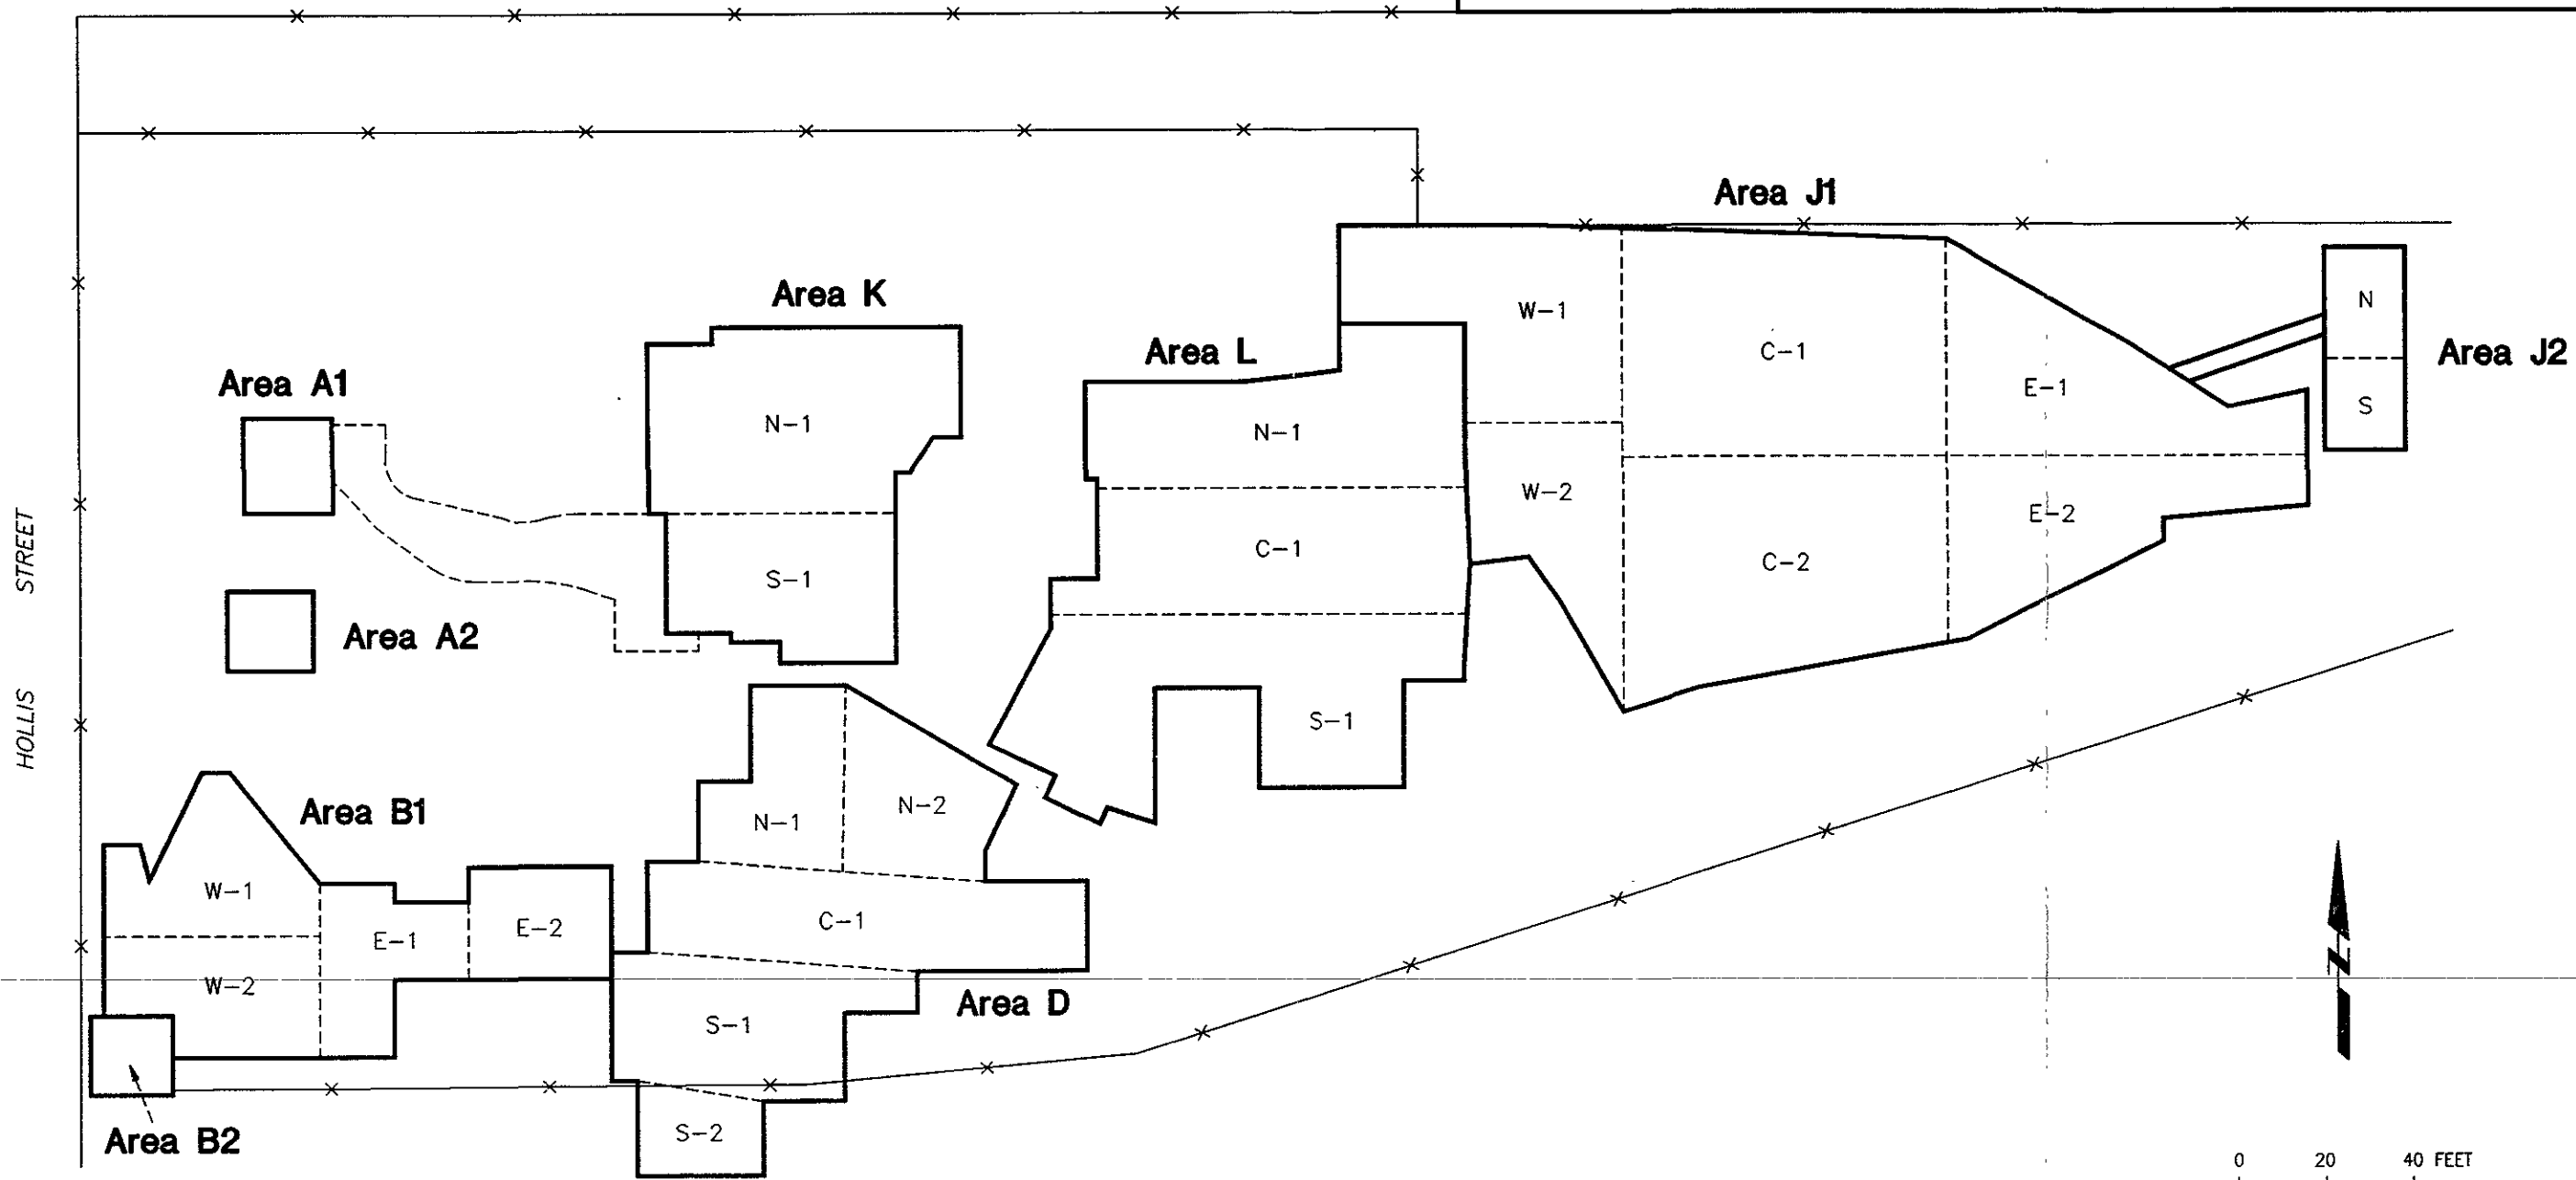 Area J1
Area K
N
W-1
Area L
C-1
Area J2
Area A1
E-1
S
N-1
N-1
W-2
E-2
C-1
C-2
S-1
HOLLIS STREET
Area A2
S-1
Area B1
N-2
N-1
W-1
C-1
E-2
E-1
W-2
Area D
S-1
N
S-2
Area B2
0 20 40 FEET